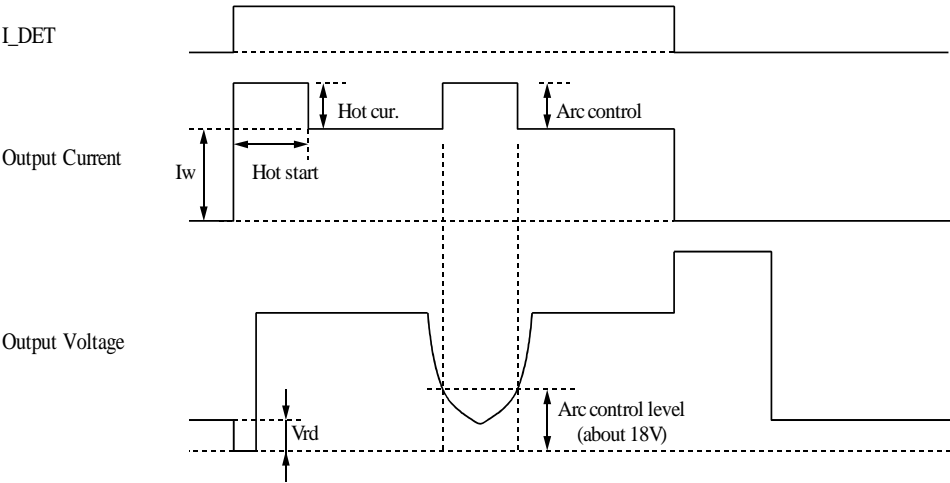 I_DET
Hot cur.
Arc control
Output Current
Iw
Hot start
Output Voltage
Vrd
Arc control level
(about 18V)